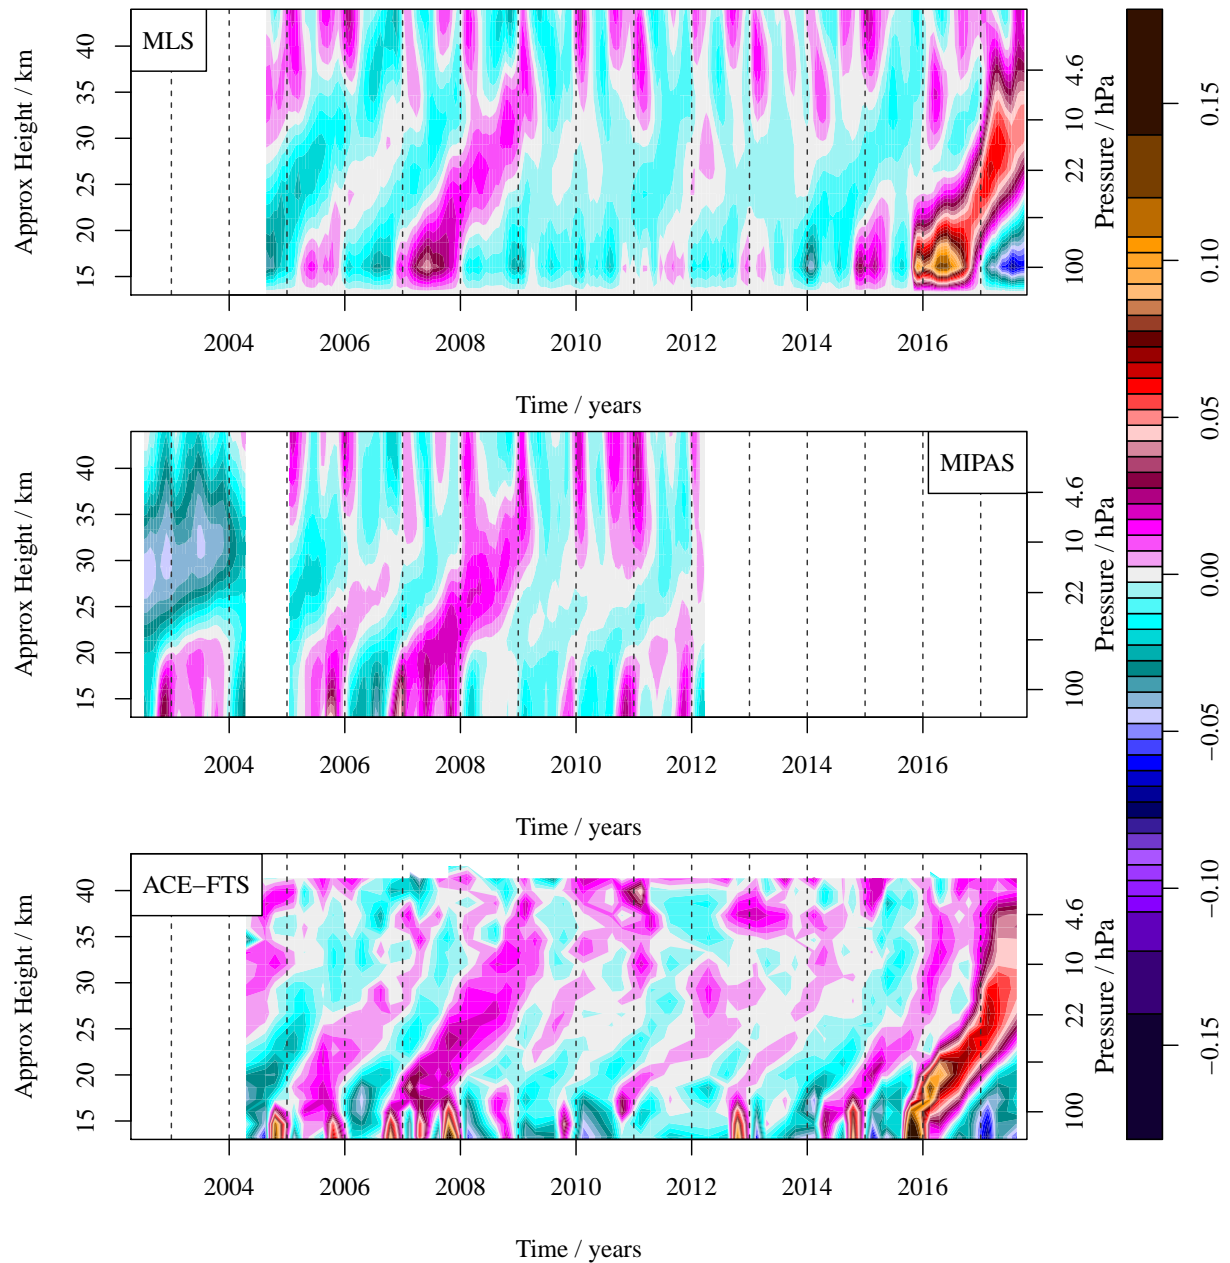 MLS
Approx Height / km
15 20 25 30 35 40
100 22 10 4.6
Pressure / hPa
2004 2006 2008 2010 2012 2014 2016
Time / years
MIPAS
Approx Height / km
15 20 25 30 35 40
100 22 10 4.6
Pressure / hPa
2004 2006 2008 2010 2012 2014 2016
Time / years
ACE−FTS
Approx Height / km
15 20 25 30 35 40
100 22 10 4.6
Pressure / hPa
2004 2006 2008 2010 2012 2014 2016
Time / years
−0.15 −0.10 −0.05 0.00 0.05 0.10 0.15